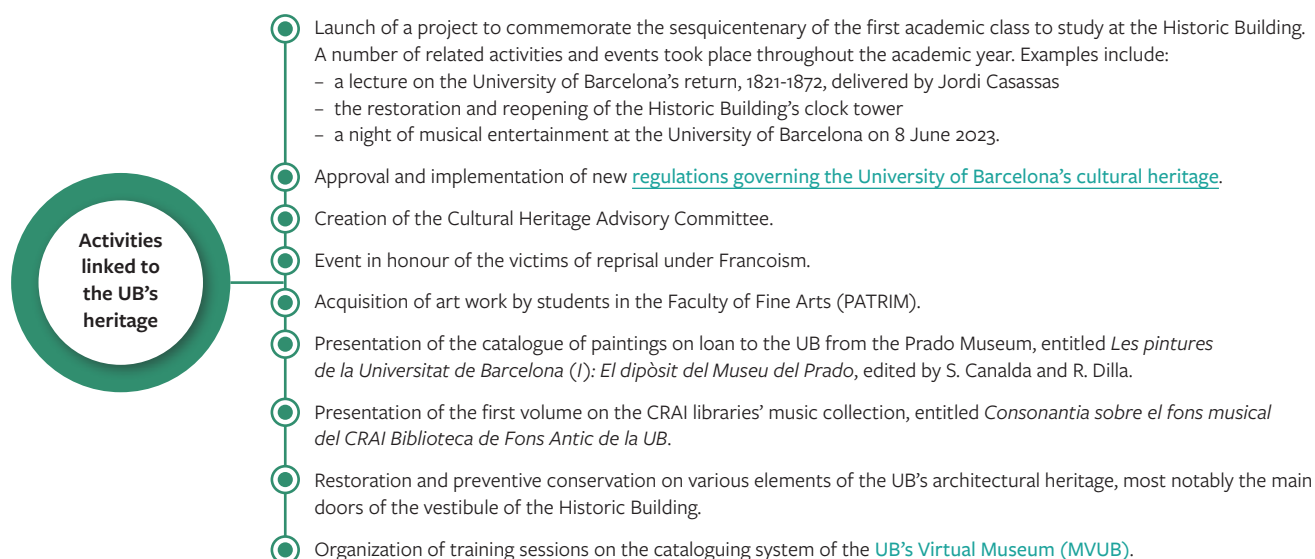 Activities
linked to
the UB's
heritage
Launch of a project to commemorate the sesquicentenary of the first academic class to study at the Historic Building.
A number of related activities and events took place throughout the academic year. Examples include:
– a lecture on the University of Barcelona's return, 1821-1872, delivered by Jordi Casassas
– the restoration and reopening of the Historic Building's clock tower
– a night of musical entertainment at the University of Barcelona on 8 June 2023.
Approval and implementation of new regulations governing the University of Barcelona's cultural heritage.
Creation of the Cultural Heritage Advisory Committee.
Event in honour of the victims of reprisal under Francoism.
Acquisition of art work by students in the Faculty of Fine Arts (PATRIM).
Presentation of the catalogue of paintings on loan to the UB from the Prado Museum, entitled Les pintures
de la Universitat de Barcelona (I): El dipòsit del Museu del Prado, edited by S. Canalda and R. Dilla.
Presentation of the first volume on the CRAI libraries' music collection, entitled Consonantia sobre el fons musical
del CRAI Biblioteca de Fons Antic de la UB.
Restoration and preventive conservation on various elements of the UB's architectural heritage, most notably the main
doors of the vestibule of the Historic Building.
Organization of training sessions on the cataloguing system of the UB's Virtual Museum (MVUB).